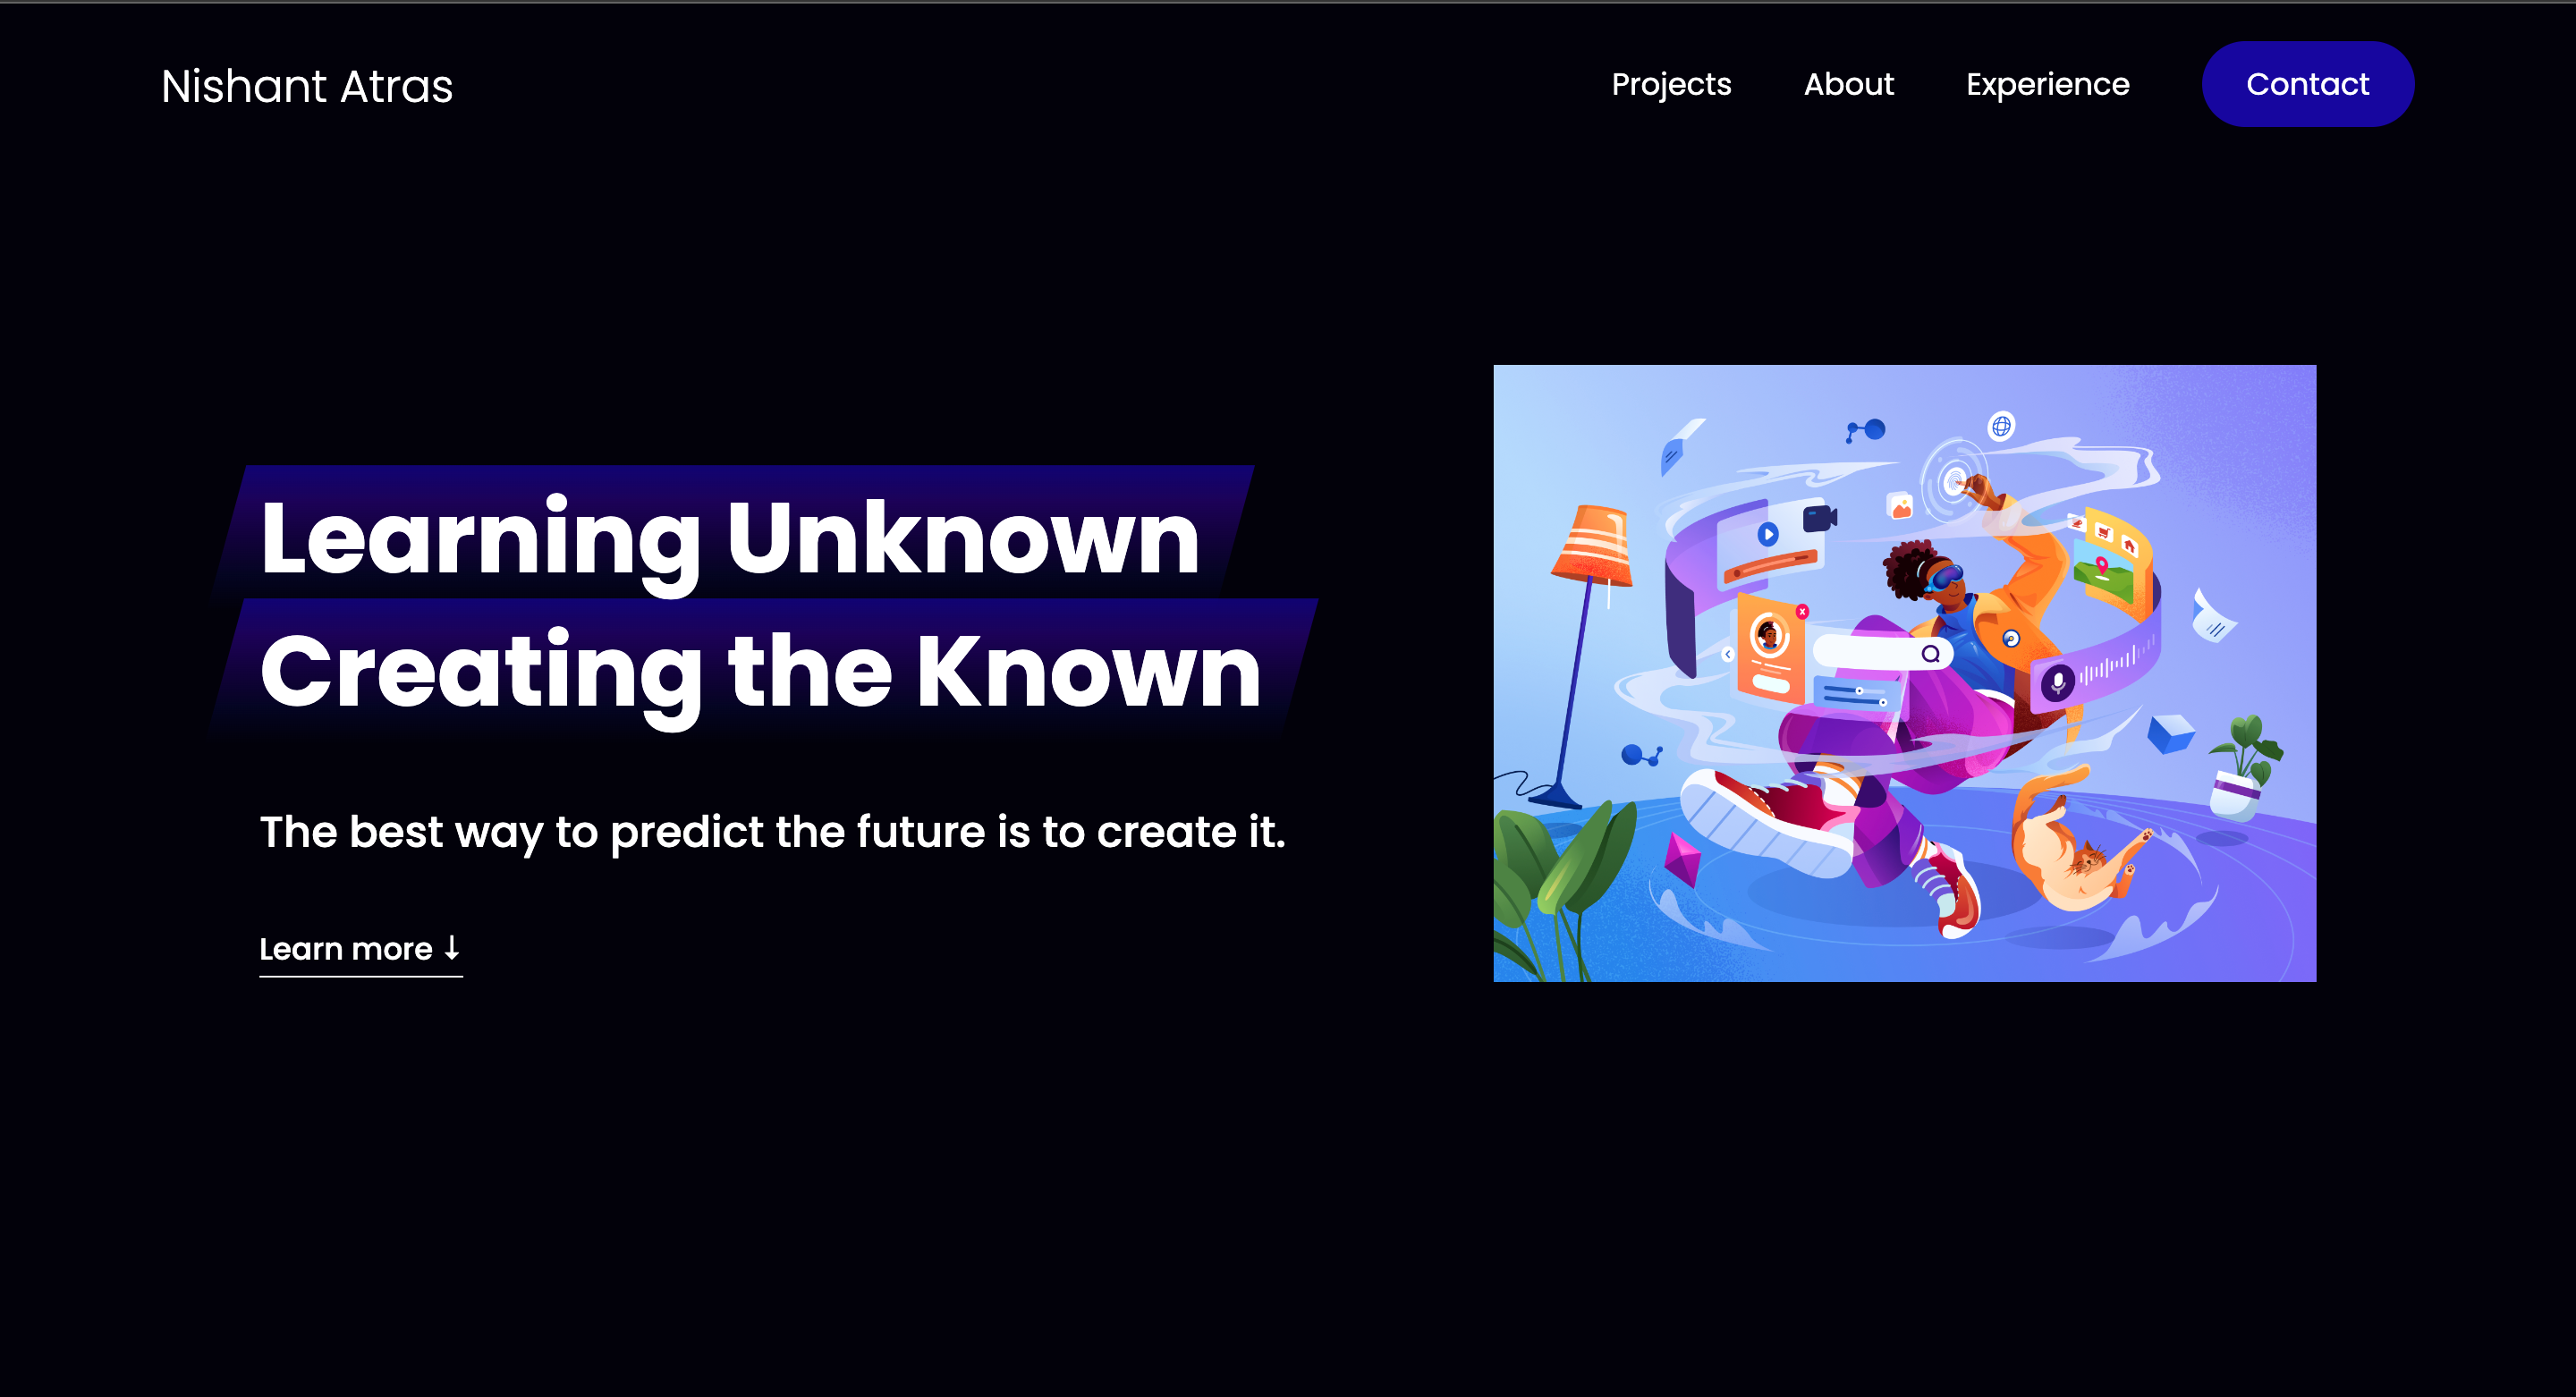 Nishant Atras
Projects
About
Experience
Contact
Learning Unknown
Creating the Known
The best way to predict the future is to create it.
Learn more ↓